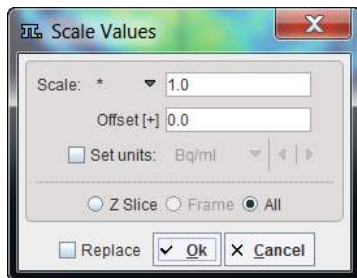 Scale Values
Scale: * 1.0
Offset [+] 0.0
Set units: Bq/ml
Z Slice Frame All
Replace Ok Cancel